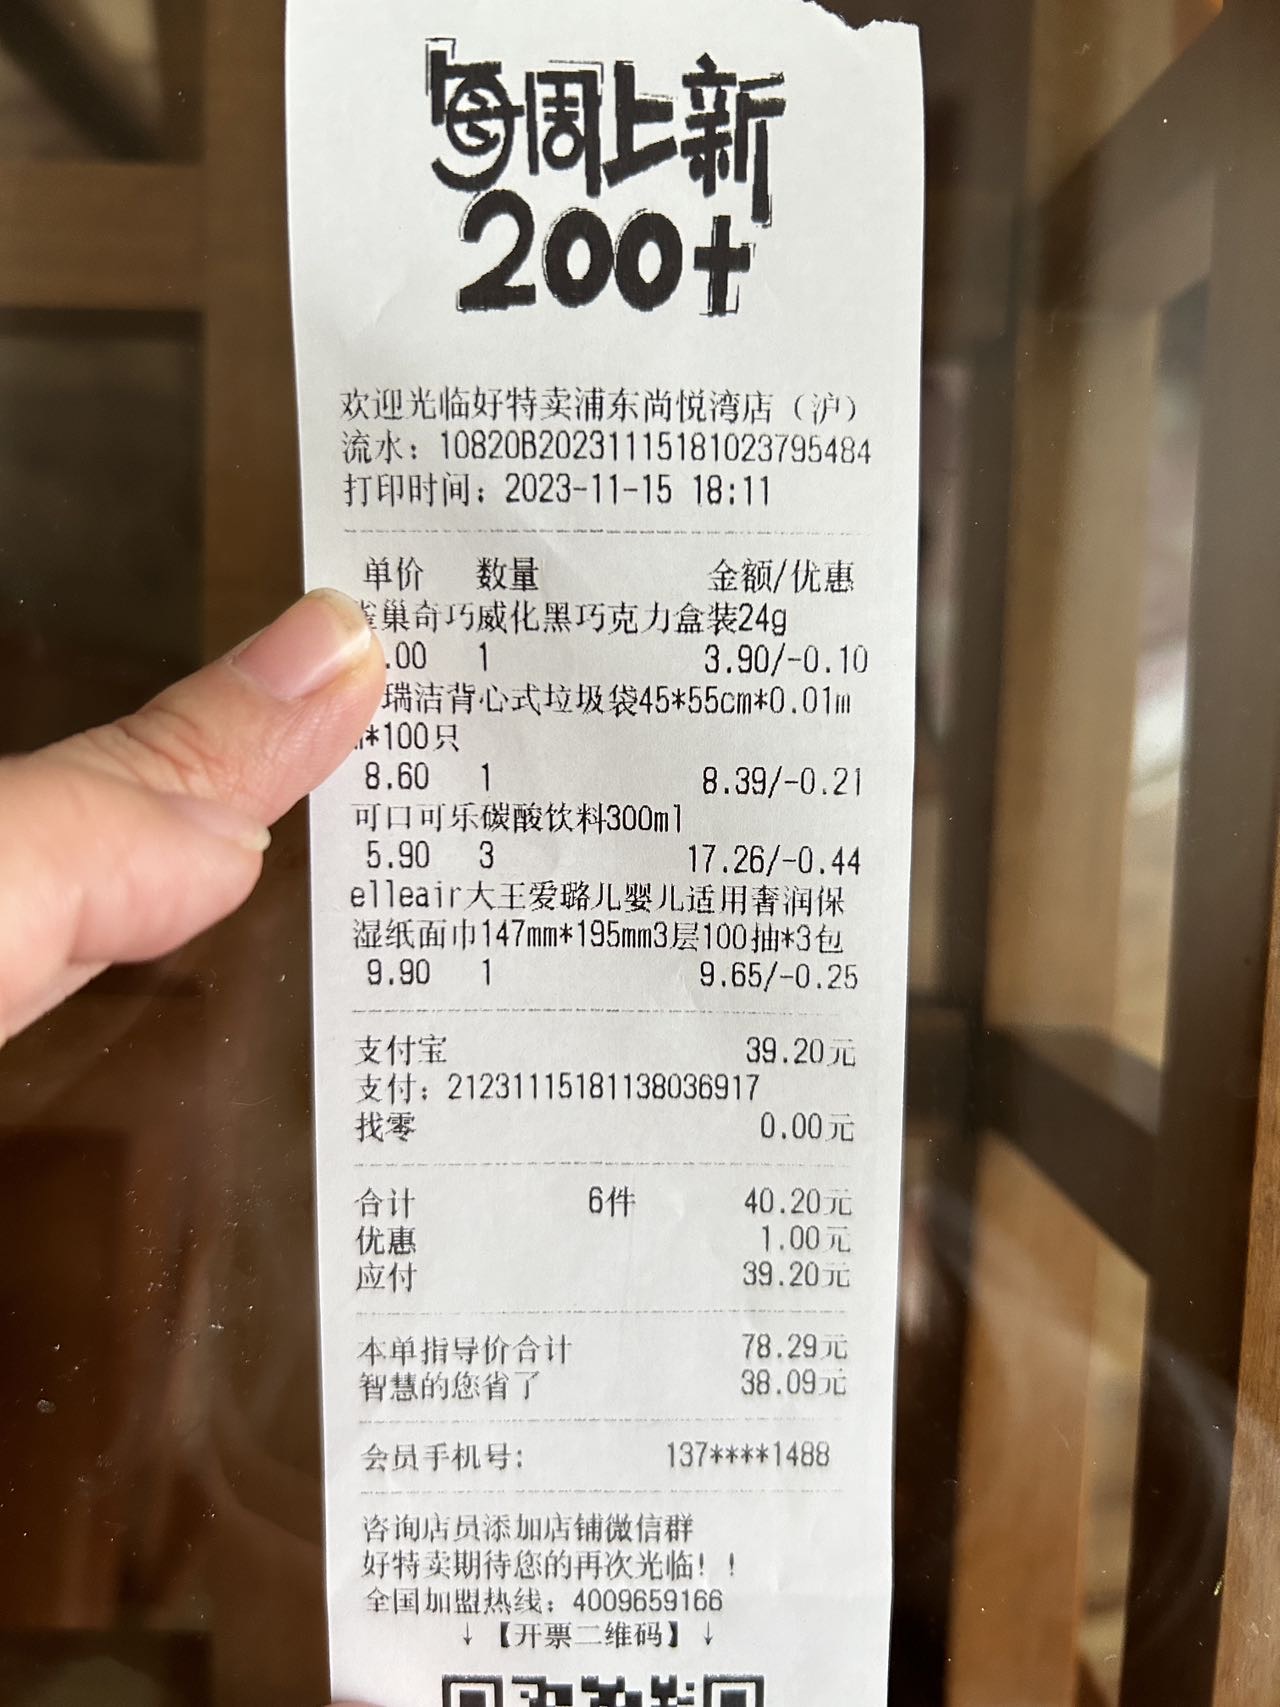 每周上新
200+
欢迎光临好特卖浦东尚悦湾店（沪）
流水：10820B20231115181023795484
打印时间：2023-11-15 18:11
单价 数量 金额/优惠
巢奇巧威化黑巧克力盒装24g
.00 1 3.90/-0.10
瑞洁背心式垃圾袋45*55cm*0.01m
*100只
8.60 1 8.39/-0.21
可口可乐碳酸饮料300ml
5.90 3 17.26/-0.44
elleair大王爱璐儿婴儿适用奢润保
湿纸面巾147mm*195mm3层100抽*3包
9.90 1 9.65/-0.25
支付宝 39.20元
支付：21231115181138036917
找零 0.00元
合计 6件 40.20元
优惠 1.00元
应付 39.20元
本单指导价合计 78.29元
智慧的您省了 38.09元
会员手机号： 137****1488
咨询店员添加店铺微信群
好特卖期待您的再次光临！！
全国加盟热线：4009659166
↓【开票二维码】↓